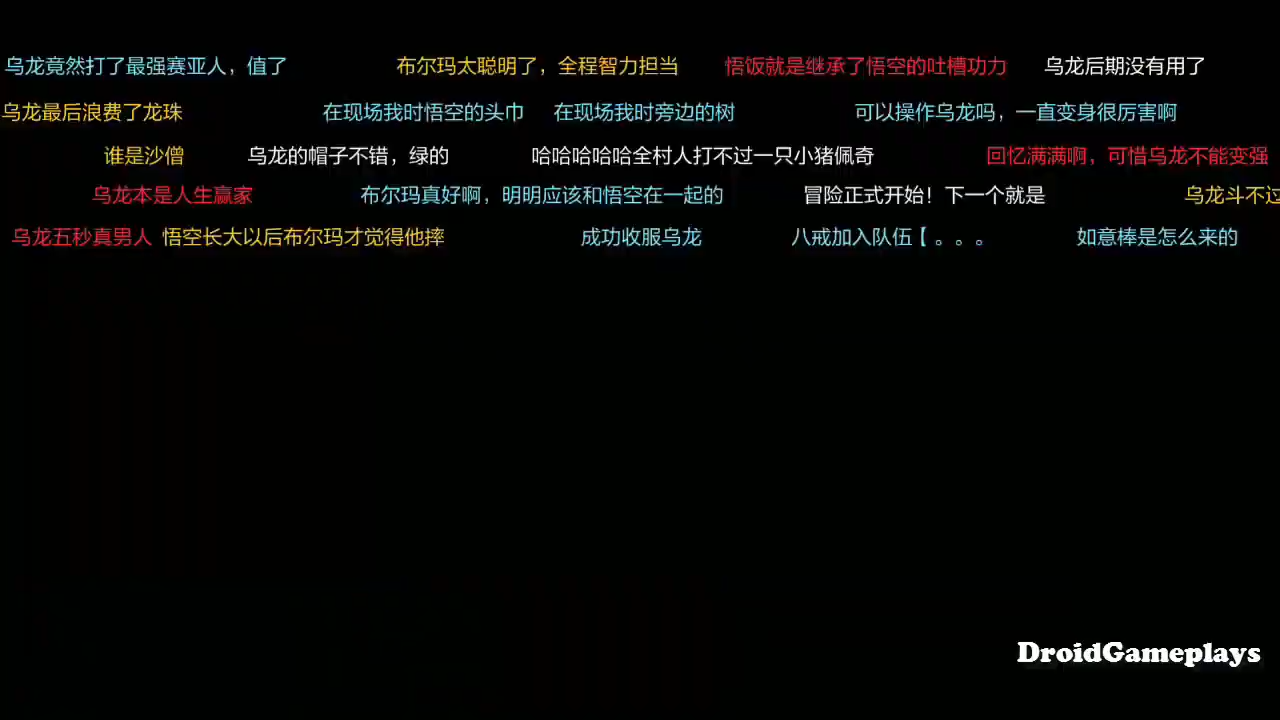 乌龙竟然打了最强赛亚人，值了 布尔玛太聪明了，全程智力担当 悟饭就是继承了悟空的吐槽功力 乌龙后期没有用了
乌龙最后浪费了龙珠 在现场我时悟空的头巾 在现场我时旁边的树 可以操作乌龙吗，一直变身很厉害啊
谁是沙僧 乌龙的帽子不错，绿的 哈哈哈哈哈全村人打不过一只小猪佩奇 回忆满满啊，可惜乌龙不能变强
乌龙本是人生赢家 布尔玛真好啊，明明应该和悟空在一起的 冒险正式开始！下一个就是 乌龙斗不过
乌龙五秒真男人 悟空长大以后布尔玛才觉得他摔 成功收服乌龙 八戒加入队伍【 。。。 如意棒是怎么来的
DroidGameplays